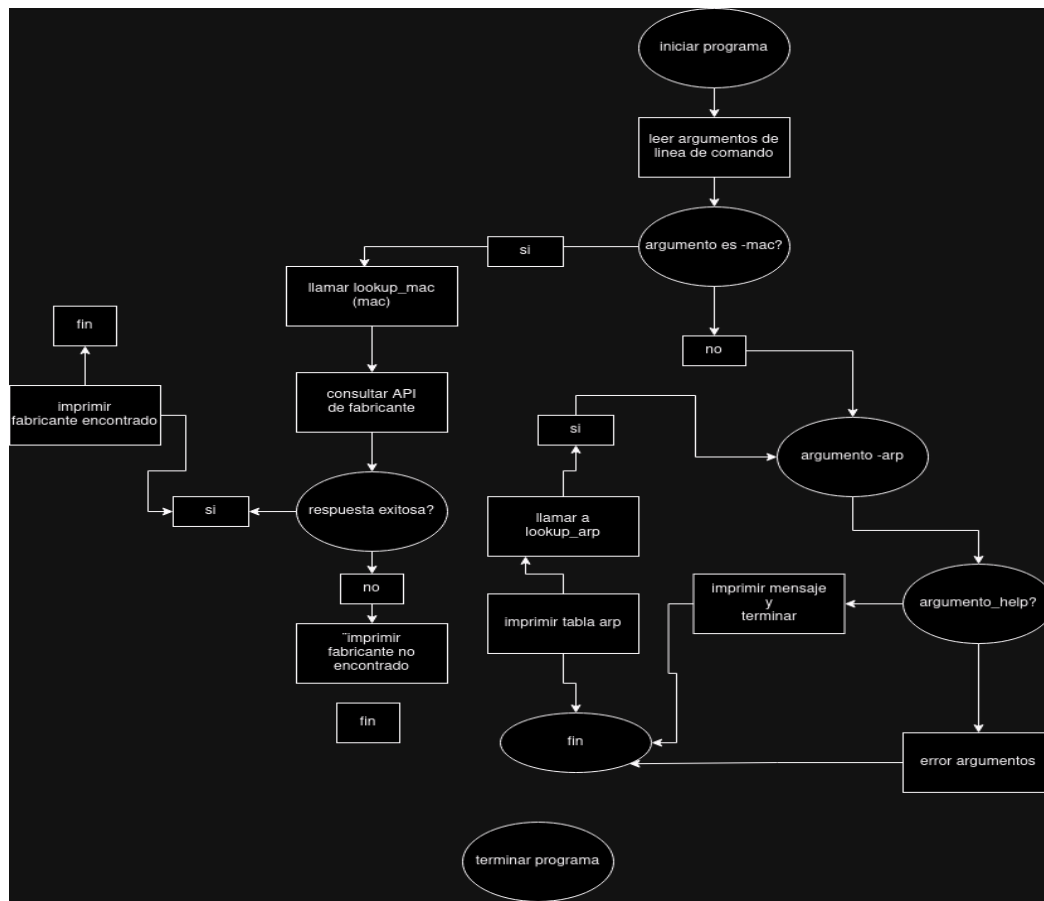 iniciar programa
leer argumentos de
linea de comando
argumento es -mac?
si
llamar lookup_mac
(mac)
fin
no
imprimir
fabricante encontrado
consultar API
de fabricante
si
argumento -arp
si
respuesta exitosa?
llamar a
lookup_arp
no
imprimir mensaje
y
terminar
argumento_help?
imprimir tabla arp
¨imprimir
fabricante no
encontrado
fin
fin
error argumentos
terminar programa